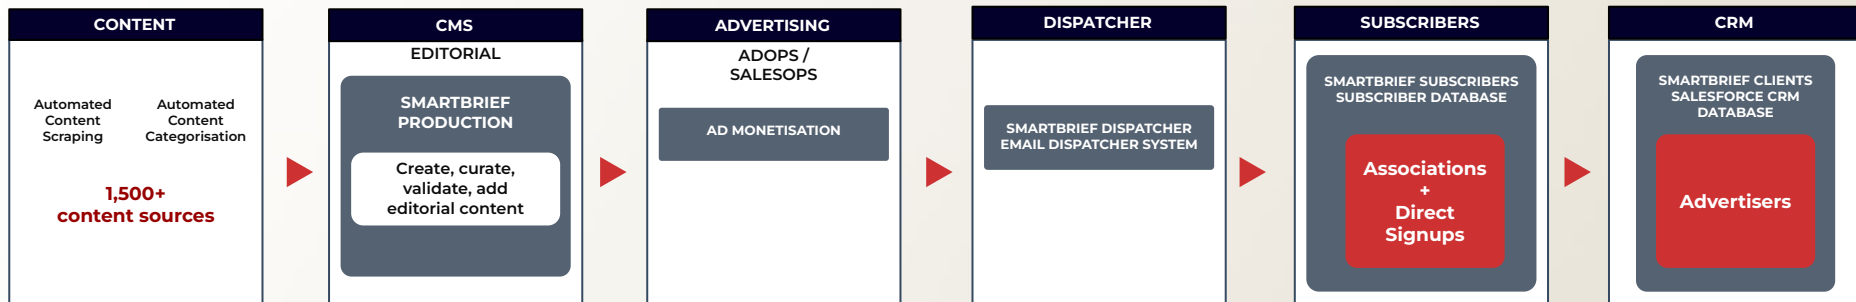 CONTENT
Automated
Content
Scraping
Automated
Content
Categorisation
1,500+
content sources
CMS
EDITORIAL
SMARTBRIEF
PRODUCTION
Create, curate,
validate, add
editorial content
ADVERTISING
ADOPS /
SALESOPS
AD MONETISATION
DISPATCHER
SMARTBRIEF DISPATCHER
EMAIL DISPATCHER SYSTEM
SUBSCRIBERS
SMARTBRIEF SUBSCRIBERS
SUBSCRIBER DATABASE
Associations
+
Direct
Signups
CRM
SMARTBRIEF CLIENTS
SALESFORCE CRM
DATABASE
Advertisers